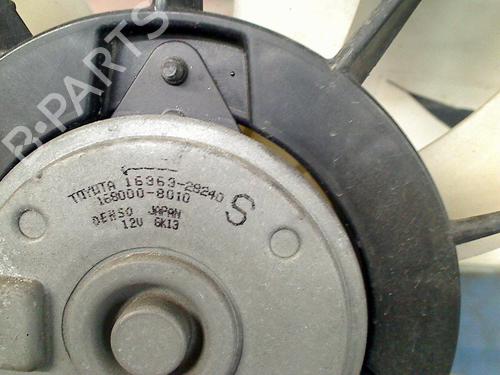 TOYOTA 16363-28240
168000-8010 S
DENSO JAPAN
12V 6K13
R-PARTS